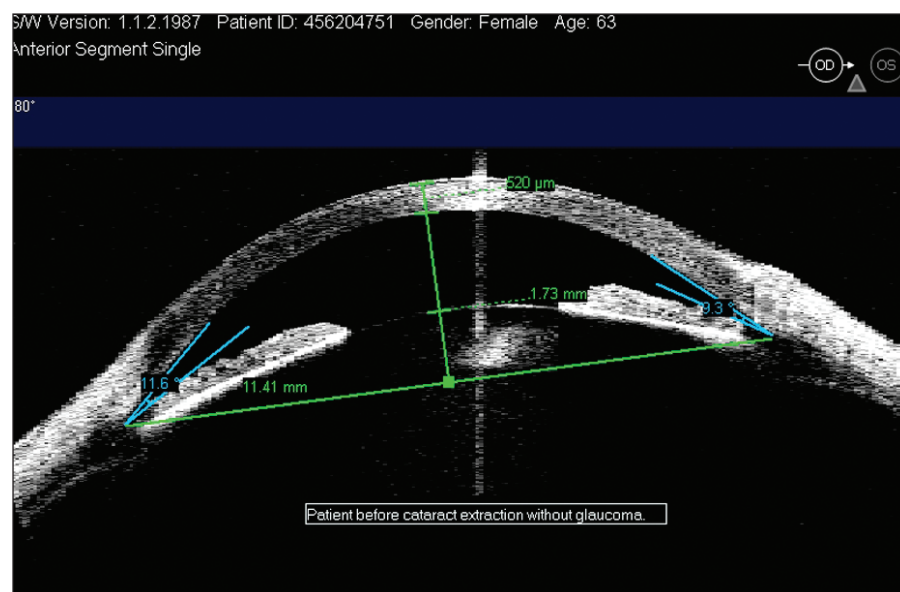 S/W Version: 1.1.2.1987 Patient ID: 456204751 Gender: Female Age: 63
Anterior Segment Single
OD OS
80°
520 µm
1.73 mm
9.3 °
11.6 °
11.41 mm
Patient before cataract extraction without glaucoma.